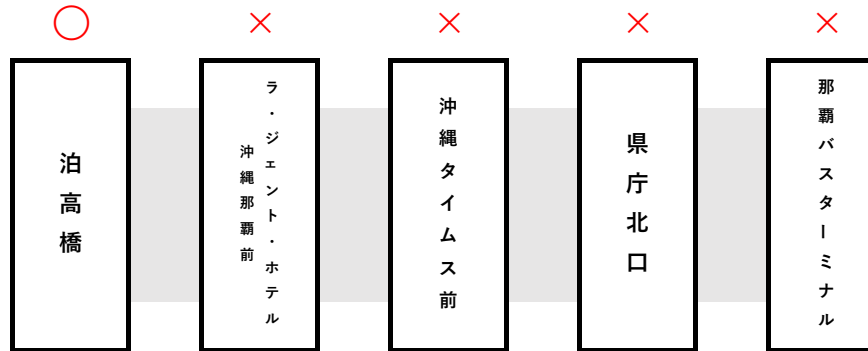 泊高橋
ラ・ジェント・ホテル
沖縄那覇前
沖縄タイムス前
県庁北口
那覇バスターミナル